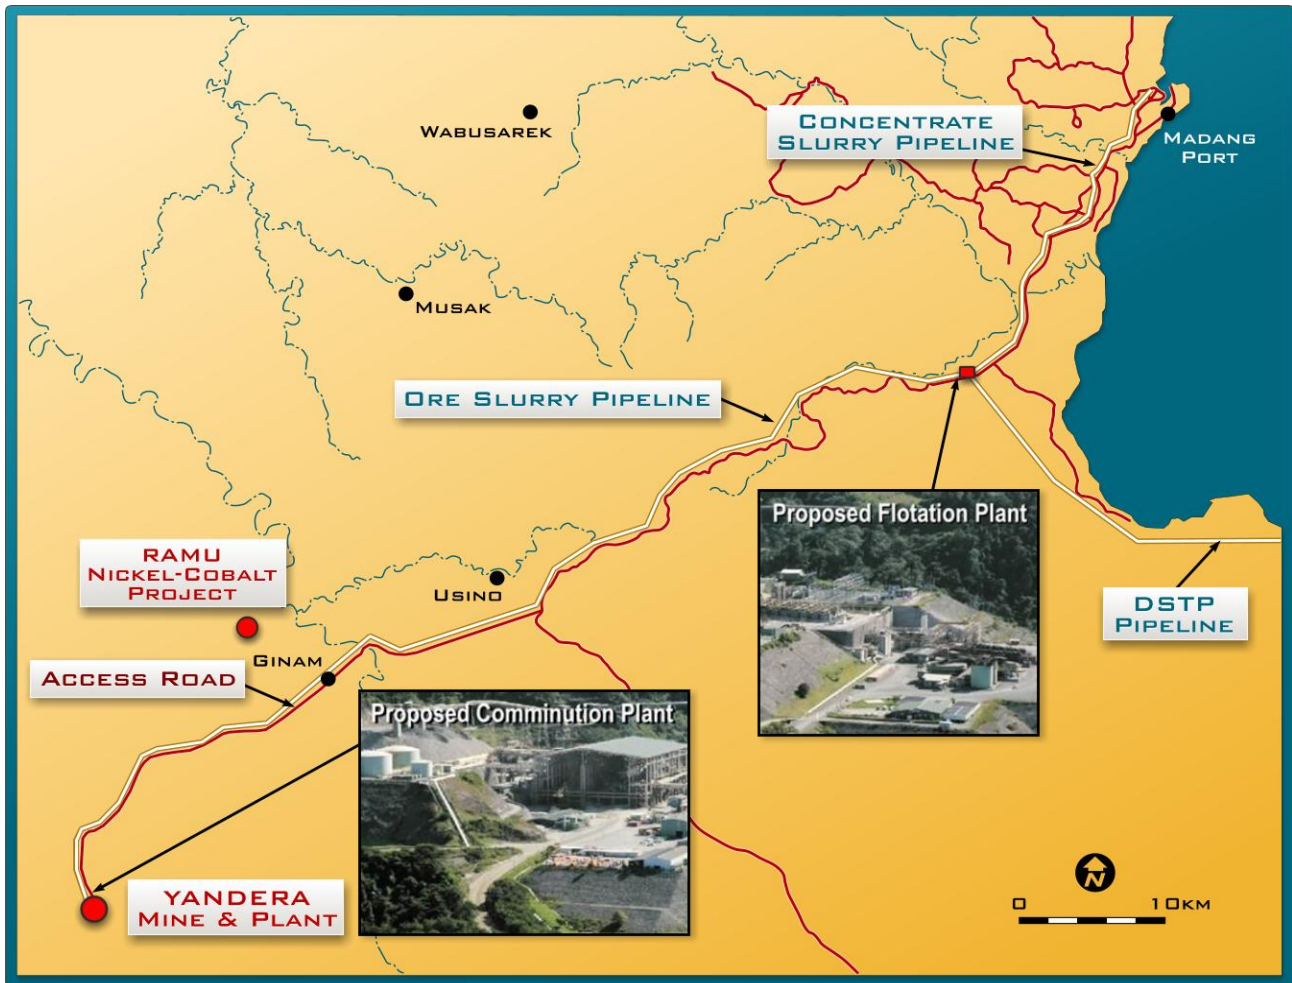 Wabusarek
Concentrate
Slurry Pipeline
Madang
Port
Musak
Ore Slurry Pipeline
Proposed Flotation Plant
RAMU
Nickel-Cobalt
Project
Usino
DSTP
Pipeline
Ginam
Access Road
Proposed Comminution Plant
YANDERA
Mine & Plant
N
0 10km